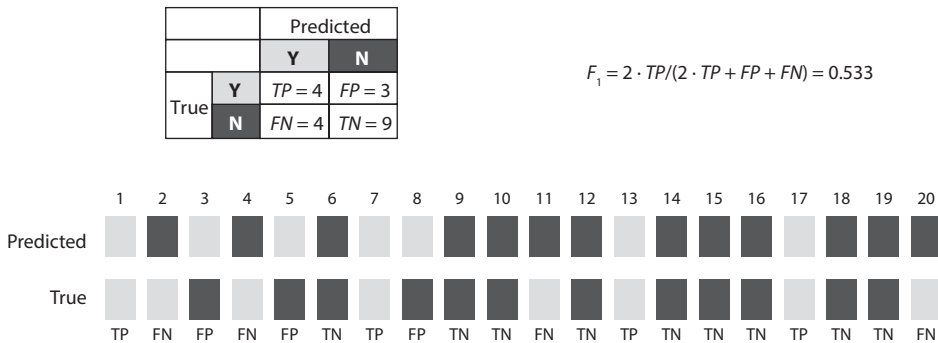 Predicted
Y N
True Y TP = 4 FP = 3
N FN = 4 TN = 9
F₁ = 2 · TP/(2 · TP + FP + FN) = 0.533
1 2 3 4 5 6 7 8 9 10 11 12 13 14 15 16 17 18 19 20
Predicted
True
TP FN FP FN FP TN TP FP TN TN FN TN TP TN TN TN TP TN TN FN